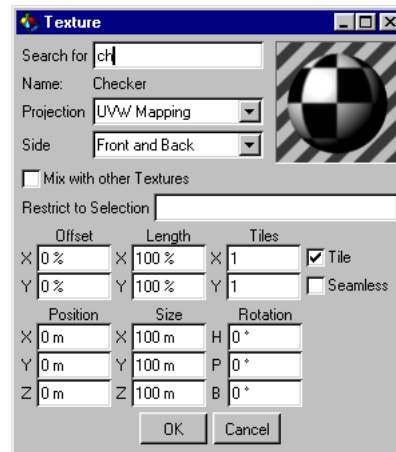 Texture
Search for ch
Name: Checker
Projection UVW Mapping
Side Front and Back
Mix with other Textures
Restrict to Selection
Offset Length Tiles
X 0 % X 100 % X 1 Tile
Y 0 % Y 100 % Y 1 Seamless
Position Size Rotation
X 0 m X 100 m H 0 °
Y 0 m Y 100 m P 0 °
Z 0 m Z 100 m B 0 °
OK Cancel